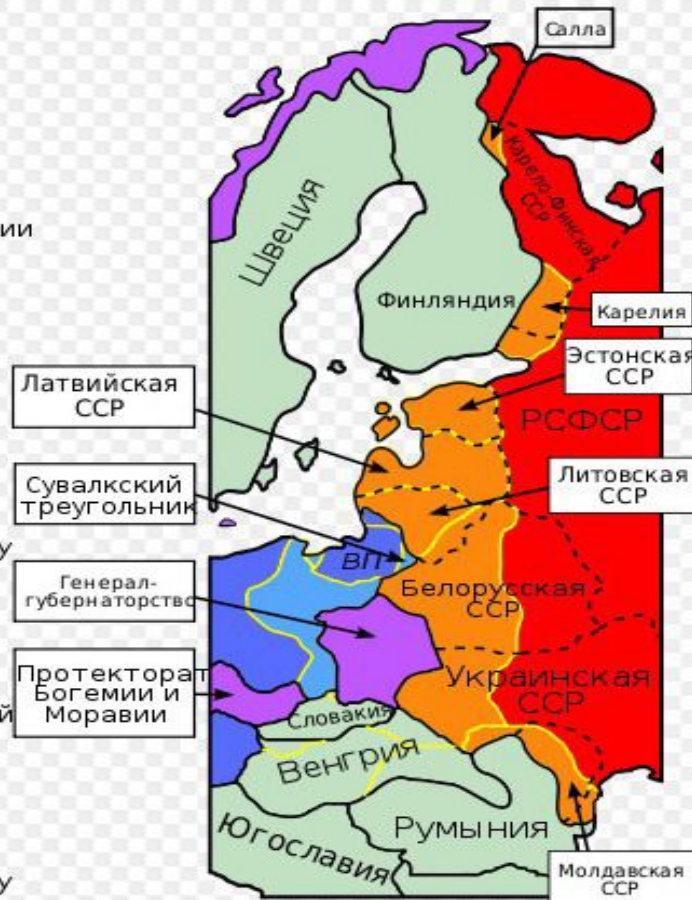 Салла
Карело-Финская
ССР
ии
Швеция
Финляндия
Карелия
Эстонская
ССР
Латвийская
ССР
РСФСР
Литовская
ССР
Сувалкский
треугольник
у
ВП
Генерал-
губернаторство
Белорусская
ССР
Протекторат
Богемии и
Моравии
й
Украинская
ССР
Словакия
Венгрия
Югославия
Румыния
Молдавская
ССР
у